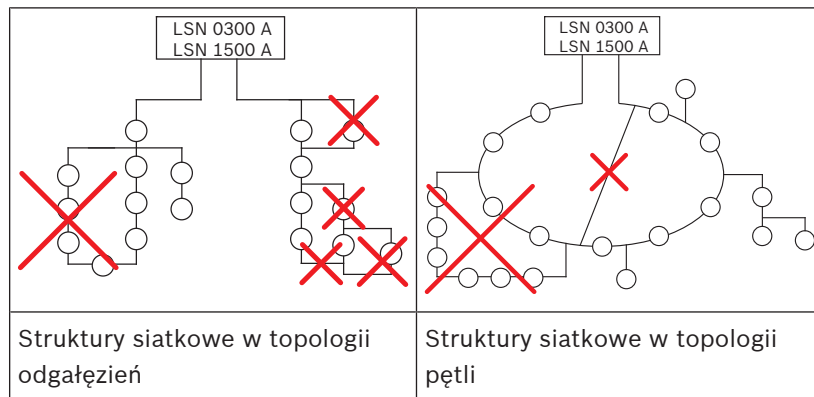 LSN 0300 A
LSN 1500 A
LSN 0300 A
LSN 1500 A
Struktury siatkowe w topologii
odgałęzień
Struktury siatkowe w topologii
pętli